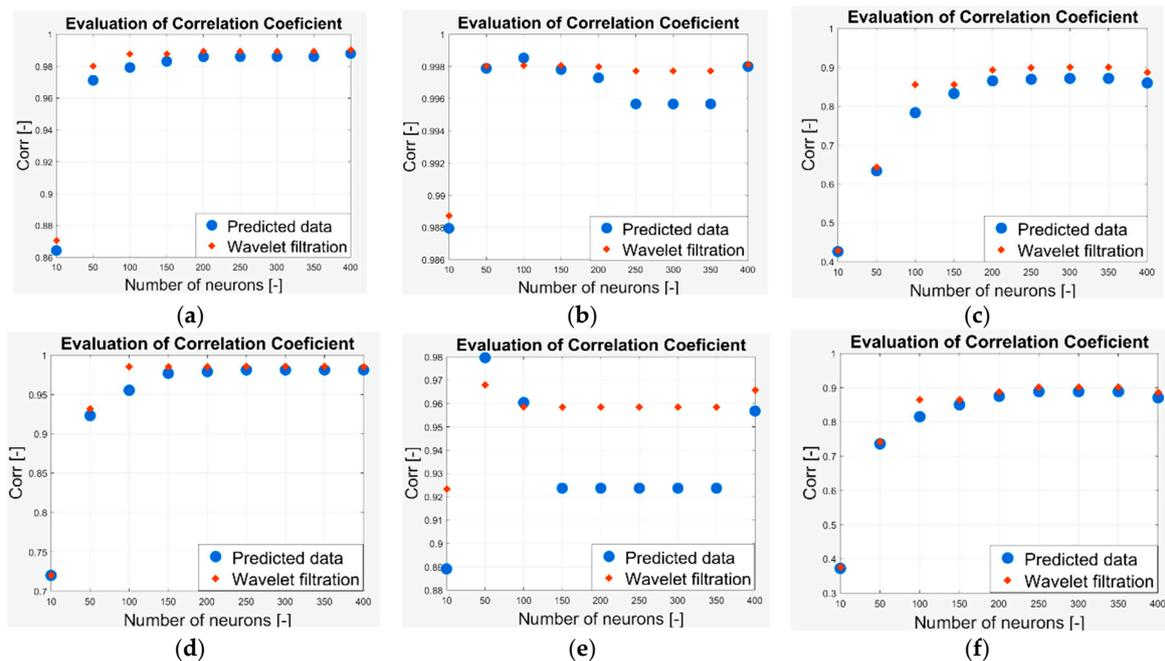 Evaluation of Correlation Coeficient
1
0.98
0.96
0.94
0.92
0.9
0.88
0.86
Corr [-]
10 50 100 150 200 250 300 350 400
Number of neurons [-]
Predicted data
Wavelet filtration
(a)
Evaluation of Correlation Coeficient
1
0.998
0.996
0.994
0.992
0.99
0.988
0.986
Corr [-]
10 50 100 150 200 250 300 350 400
Number of neurons [-]
Predicted data
Wavelet filtration
(b)
Evaluation of Correlation Coeficient
1
0.9
0.8
0.7
0.6
0.5
0.4
Corr [-]
10 50 100 150 200 250 300 350 400
Number of neurons [-]
Predicted data
Wavelet filtration
(c)
Evaluation of Correlation Coeficient
1
0.95
0.9
0.85
0.8
0.75
0.7
Corr [-]
10 50 100 150 200 250 300 350 400
Number of neurons [-]
Predicted data
Wavelet filtration
(d)
Evaluation of Correlation Coeficient
0.98
0.97
0.96
0.95
0.94
0.93
0.92
0.91
0.9
0.89
0.88
Corr [-]
10 50 100 150 200 250 300 350 400
Number of neurons [-]
Predicted data
Wavelet filtration
(e)
Evaluation of Correlation Coeficient
1
0.9
0.8
0.7
0.6
0.5
0.4
0.3
Corr [-]
10 50 100 150 200 250 300 350 400
Number of neurons [-]
Predicted data
Wavelet filtration
(f)